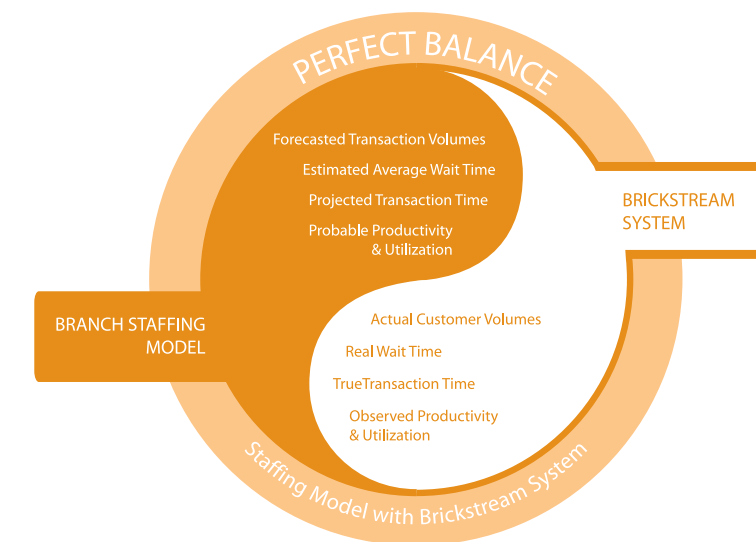 PERFECT BALANCE
Forecasted Transaction Volumes
Estimated Average Wait Time
Projected Transaction Time
Probable Productivity
& Utilization
BRICKSTREAM
SYSTEM
BRANCH STAFFING
MODEL
Actual Customer Volumes
Real Wait Time
TrueTransaction Time
Observed Productivity
& Utilization
Staffing Model with Brickstream System